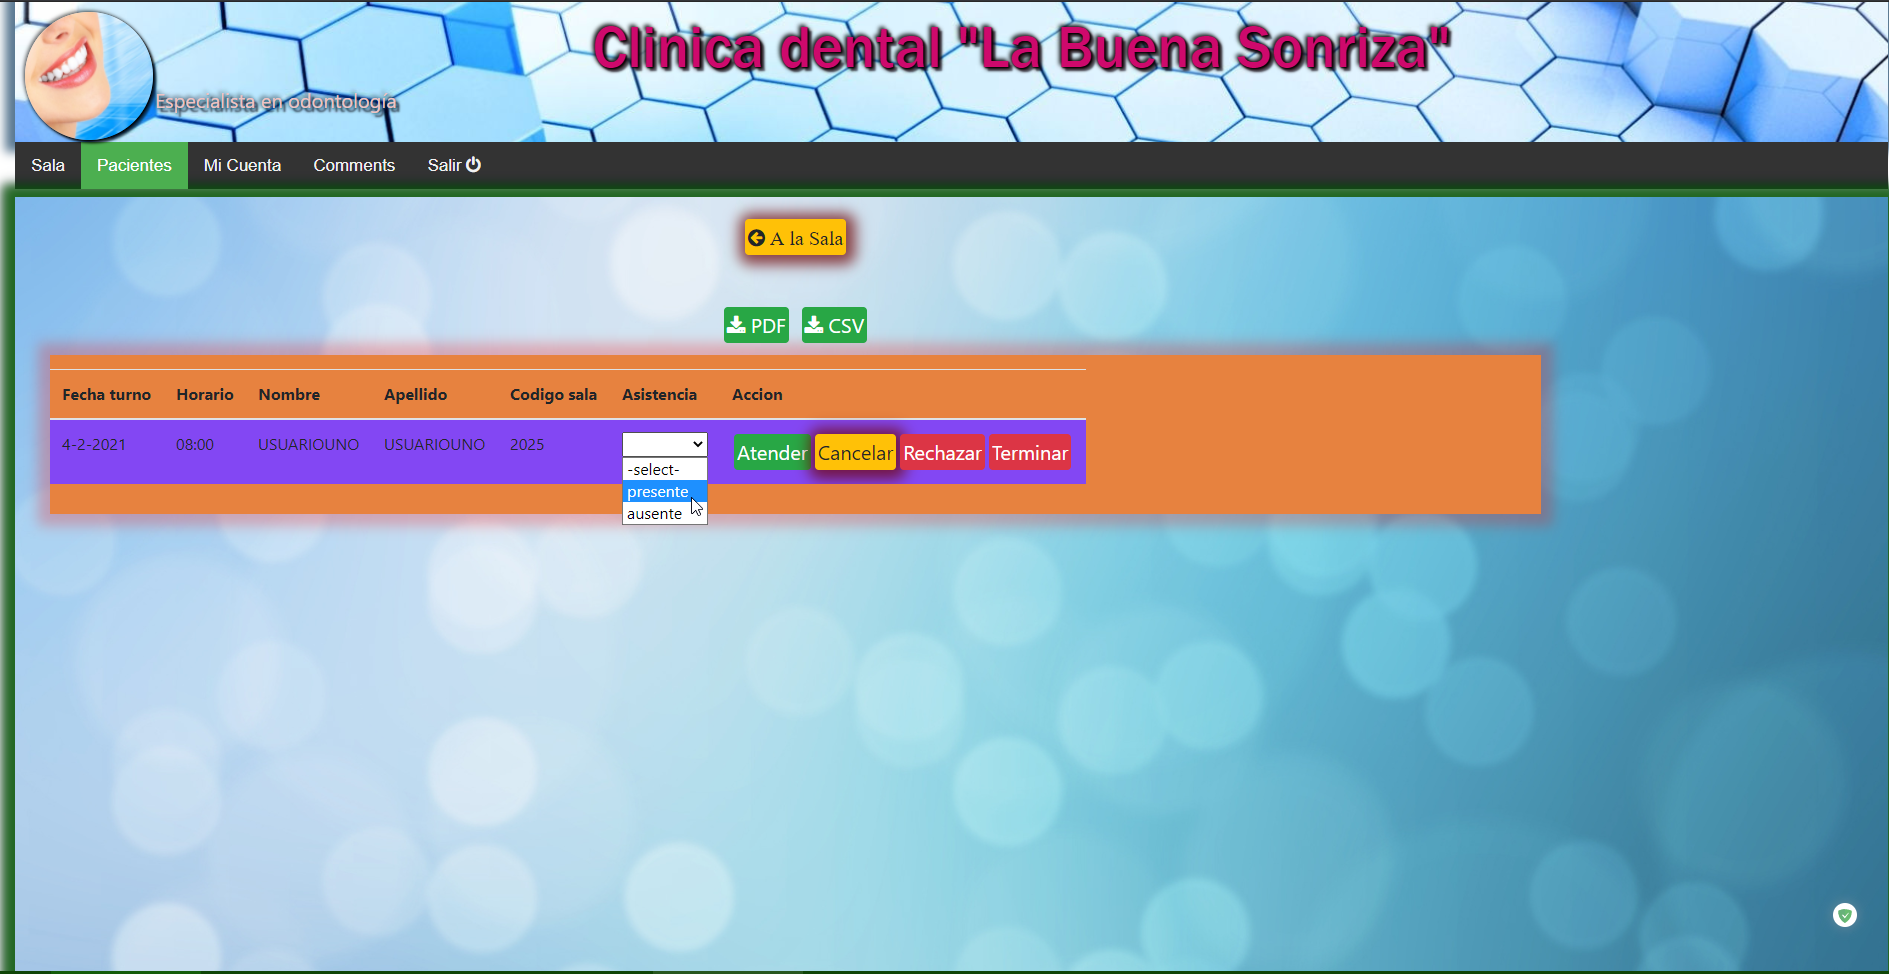 Clinica dental "La Buena Sonriza"
Especialista en odontología
Sala Pacientes Mi Cuenta Comments Salir
A la Sala
PDF CSV
Fecha turno Horario Nombre Apellido Codigo sala Asistencia Accion
4-2-2021 08:00 USUARIOUNO USUARIOUNO 2025 Atender Cancelar Rechazar Terminar
-select-
presente
ausente